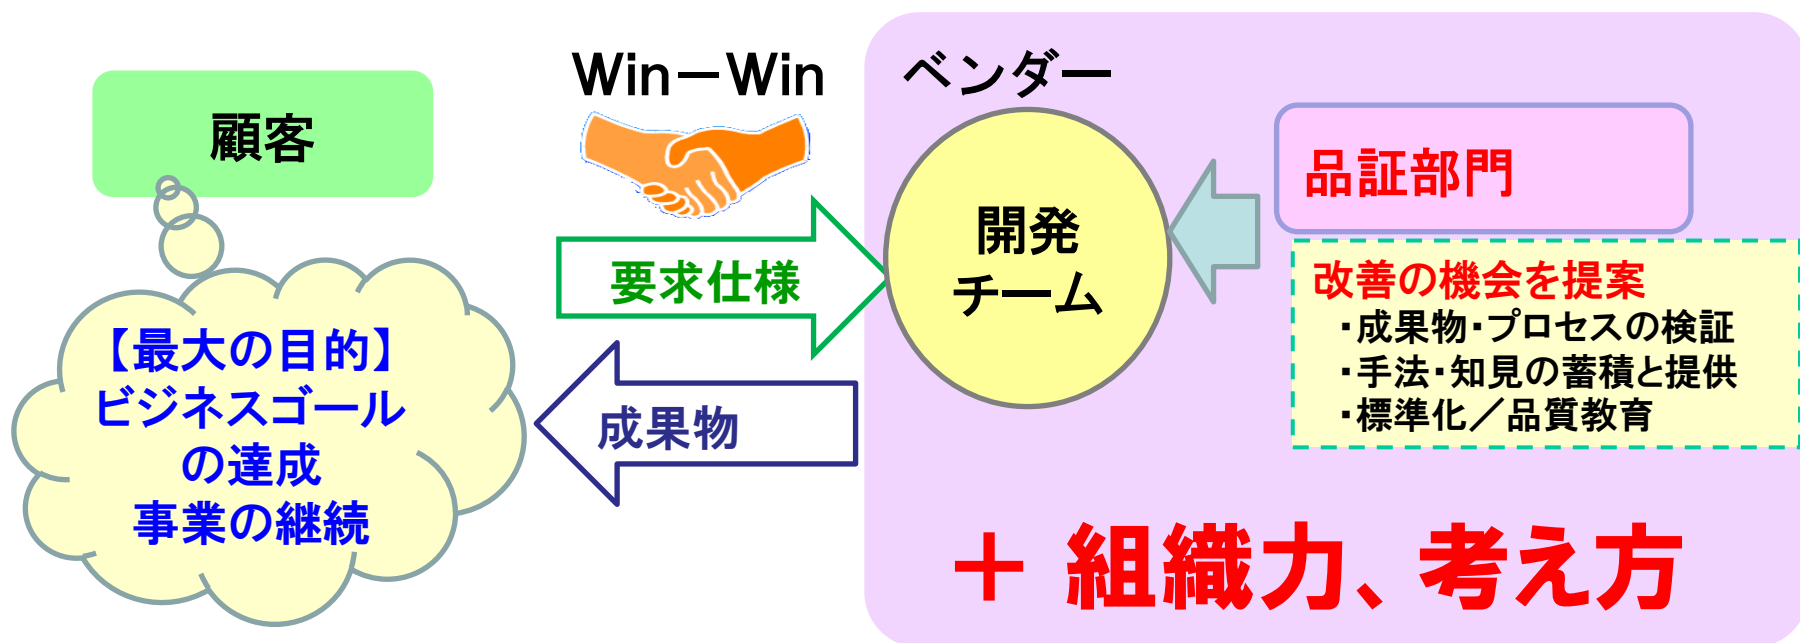 顧客
【最大の目的】
ビジネスゴール
の達成
事業の継続
Win－Win
要求仕様
成果物
ベンダー
開発
チーム
品証部門
改善の機会を提案
・成果物・プロセスの検証
・手法・知見の蓄積と提供
・標準化／品質教育
＋ 組織力、考え方